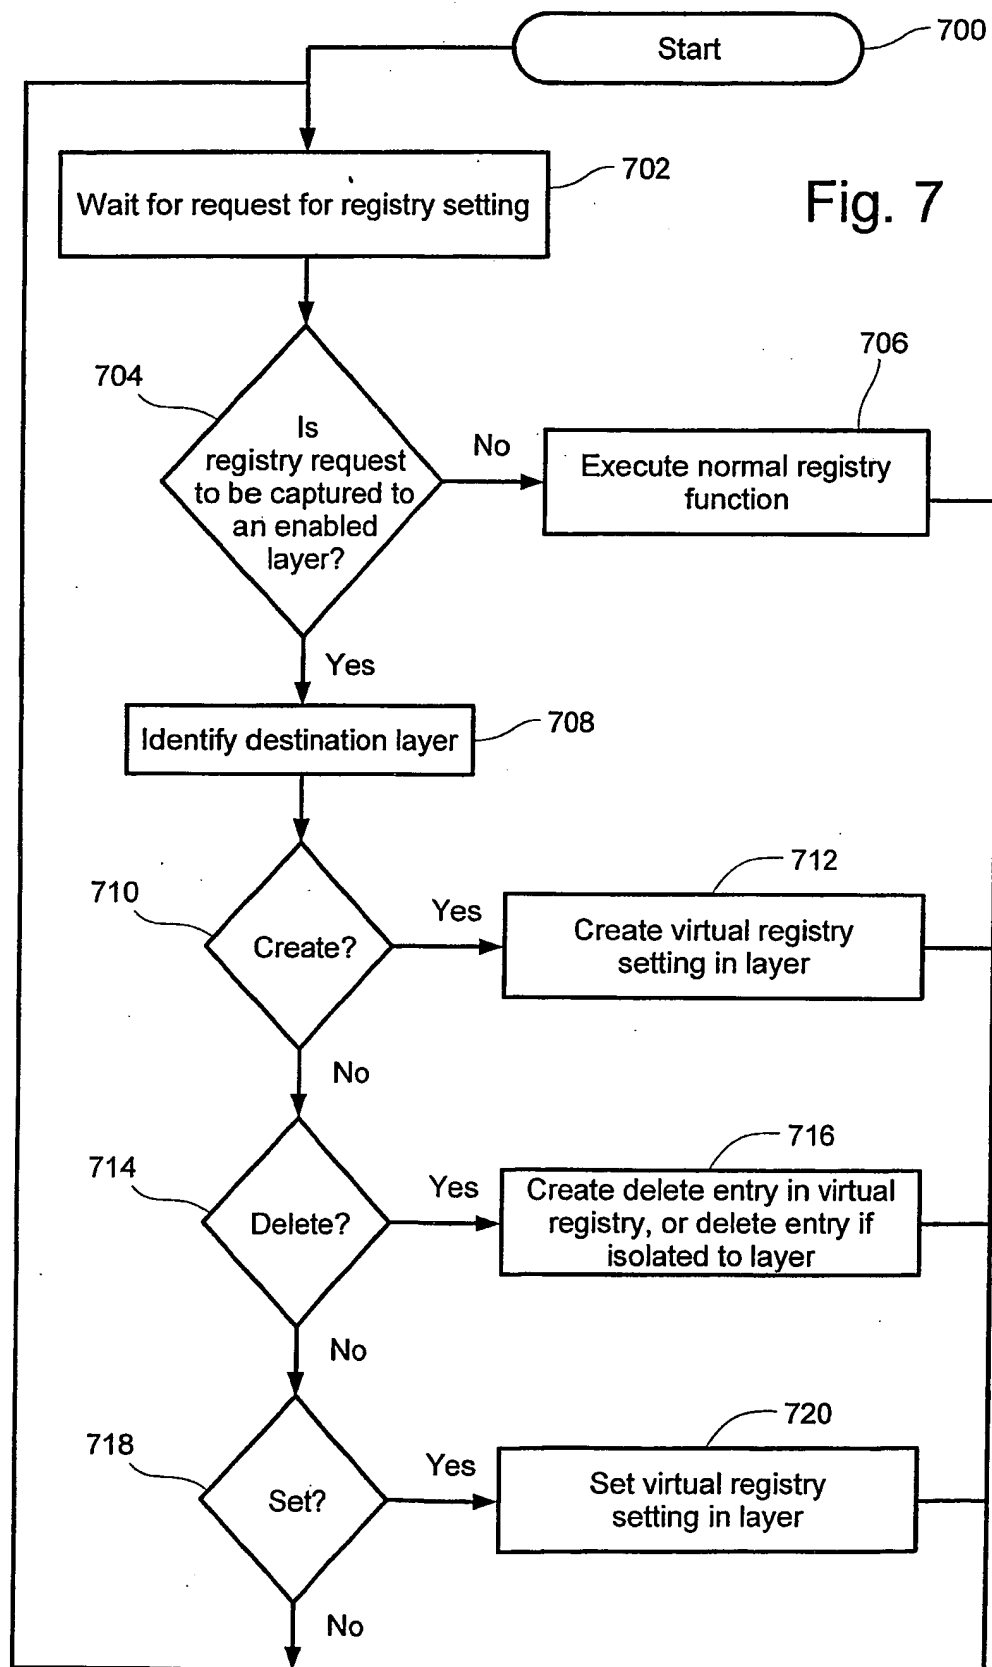 Start
700
Wait for request for registry setting
702
Fig. 7
704
Is
registry request
to be captured to
an enabled
layer?
No
706
Execute normal registry
function
Yes
Identify destination layer
708
710
Create?
Yes
712
Create virtual registry
setting in layer
No
714
Delete?
Yes
716
Create delete entry in virtual
registry, or delete entry if
isolated to layer
No
718
Set?
Yes
720
Set virtual registry
setting in layer
No